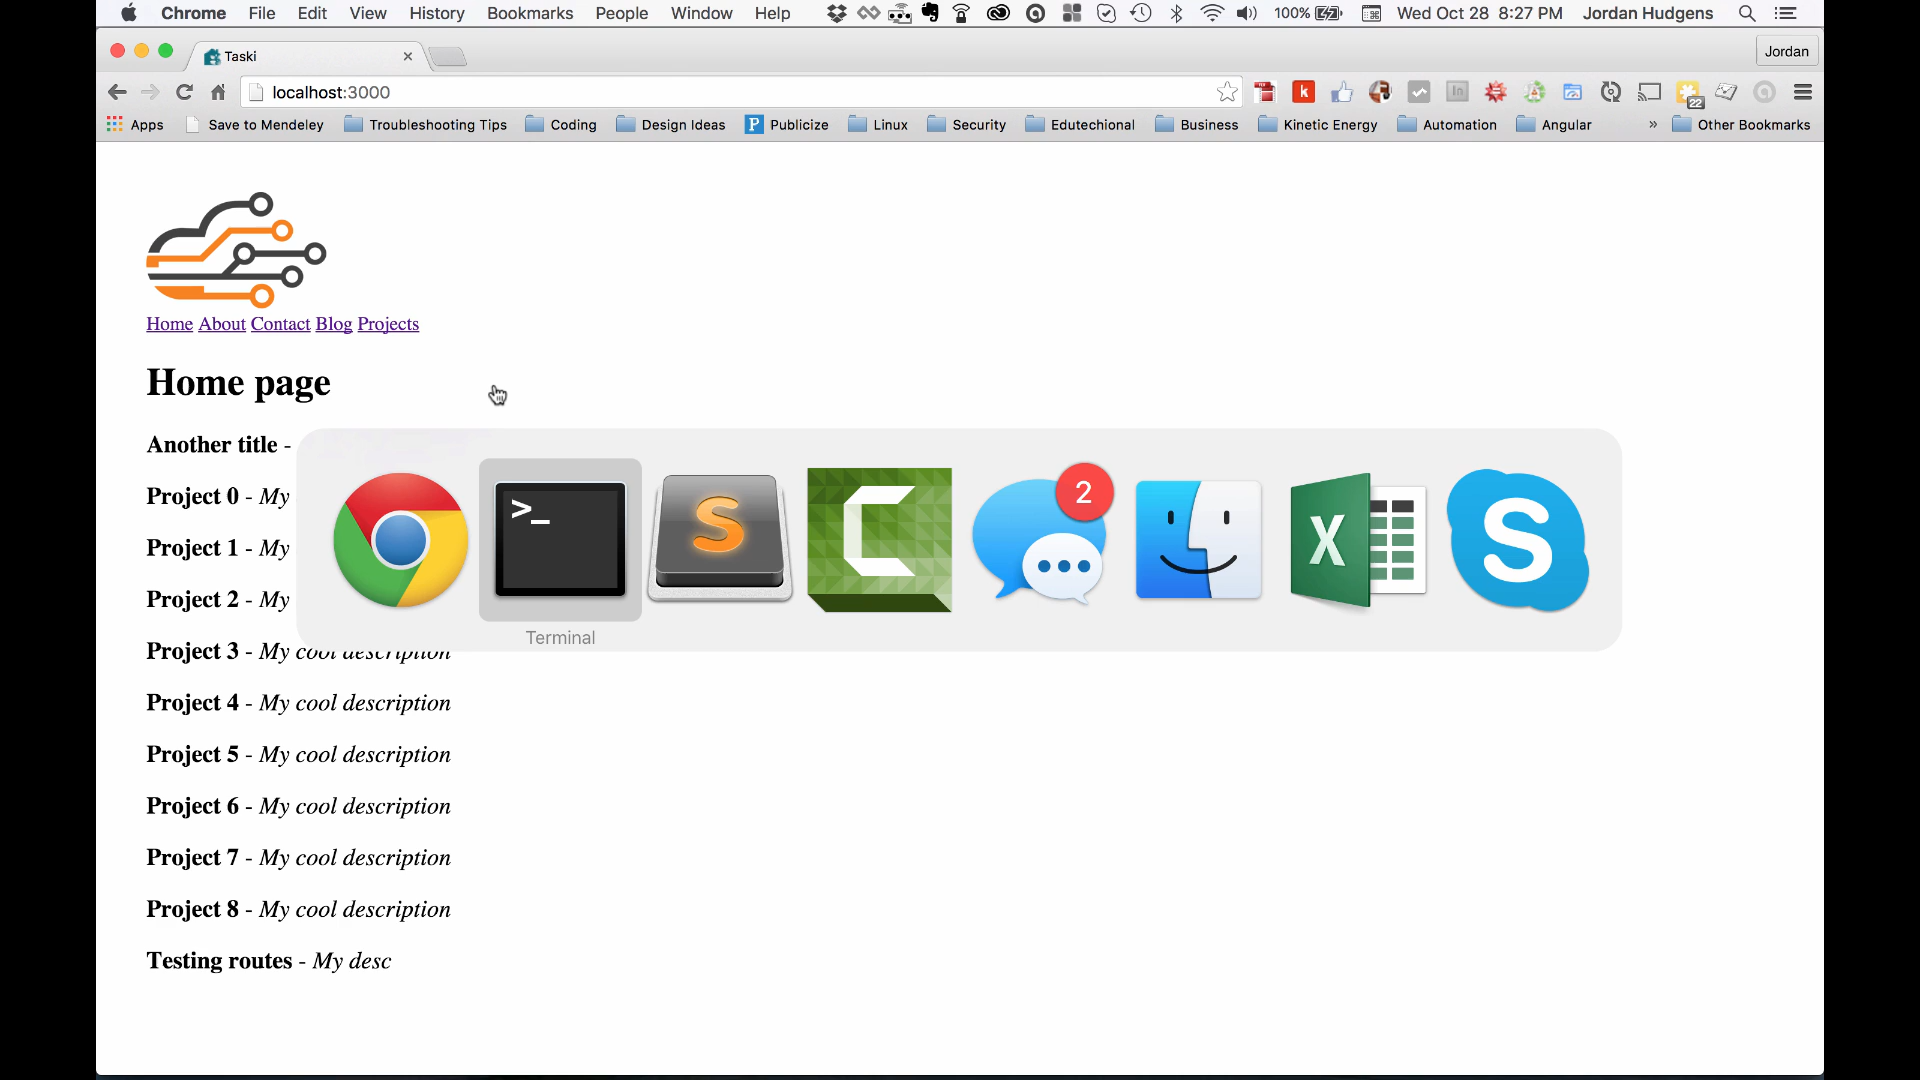 Chrome File Edit View History Bookmarks People Window Help 100% Wed Oct 28 8:27 PM Jordan Hudgens
Taski Jordan
localhost:3000 22
Apps Save to Mendeley Troubleshooting Tips Coding Design Ideas Publicize Linux Security Edutechional Business Kinetic Energy Automation Angular » Other Bookmarks
Home About Contact Blog Projects
Home page
Another title -
Project 0 - My
2
Project 1 - My
Project 2 - My
Terminal
Project 3 - My cool description
Project 4 - My cool description
Project 5 - My cool description
Project 6 - My cool description
Project 7 - My cool description
Project 8 - My cool description
Testing routes - My desc